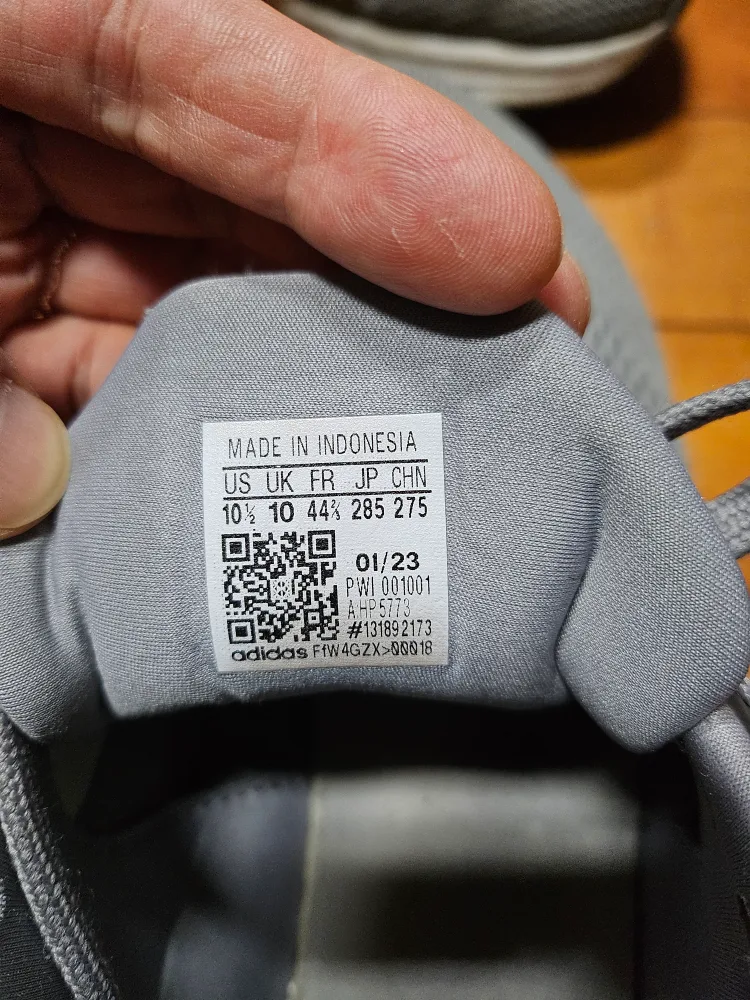 MADE IN INDONESIA
US UK FR JP CHN
10½ 10 44⅔ 285 275
01/23
PWI 001001
AHP5773
#131892173
adidas FfW4GZX>00018